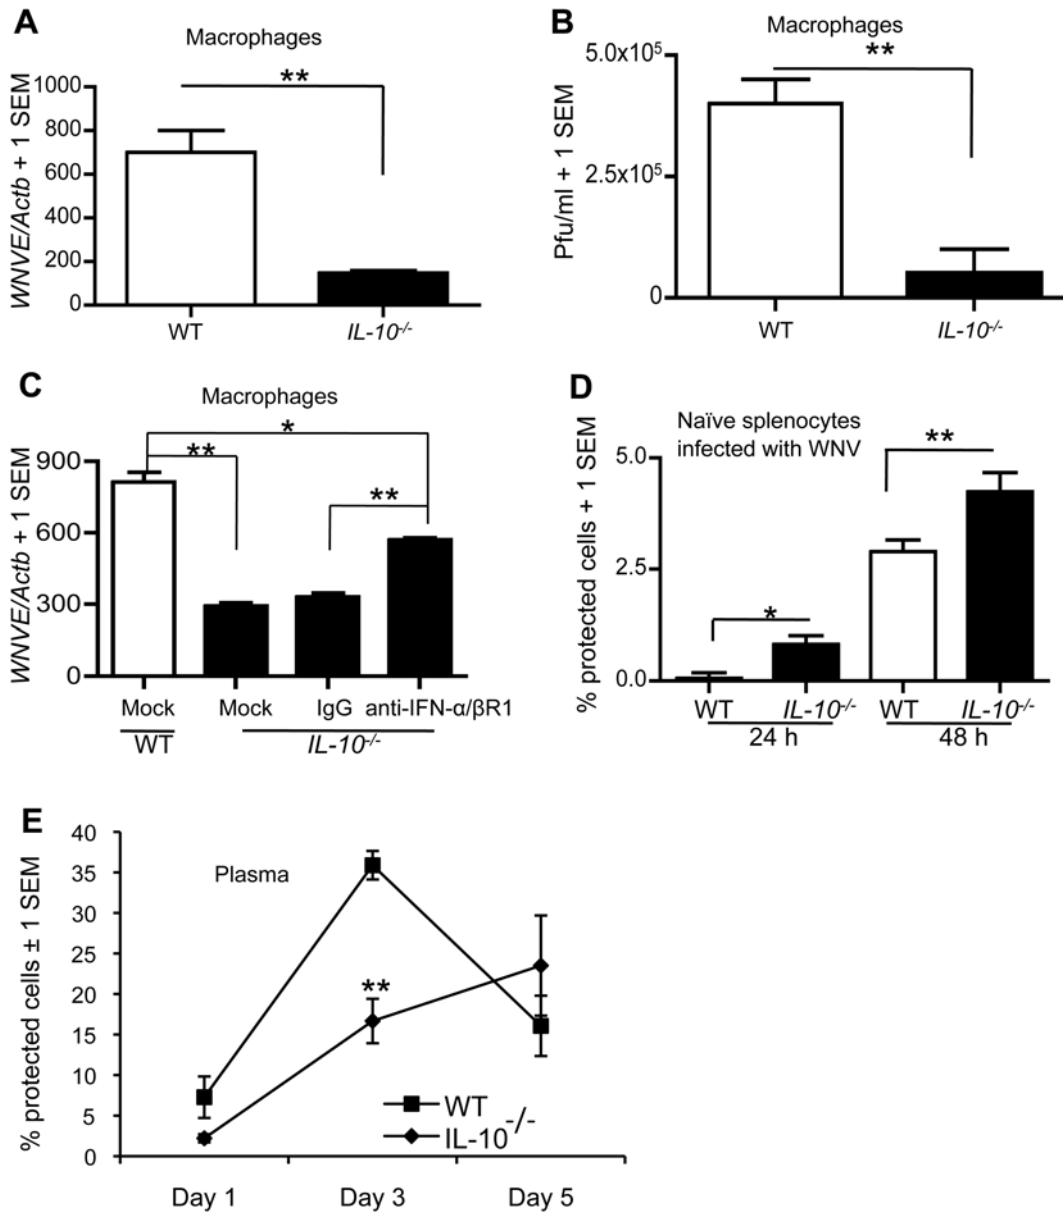 A
Macrophages
**
WNVE/Actb + 1 SEM
1000
800
600
400
200
0
WT
IL-10-/-
B
Macrophages
**
Pfu/ml + 1 SEM
5.0x10⁵
2.5x10⁵
0
WT
IL-10-/-
C
Macrophages
*
**
**
WNVE/Actb + 1 SEM
900
600
300
0
Mock Mock IgG anti-IFN-α/βR1
WT IL-10-/-
D
Naïve splenocytes
infected with WNV
**
*
% protected cells + 1 SEM
5.0
2.5
0.0
WT IL-10-/- WT IL-10-/-
24 h 48 h
E
Plasma
**
% protected cells ± 1 SEM
40
35
30
25
20
15
10
5
0
WT
IL-10-/-
Day 1 Day 3 Day 5